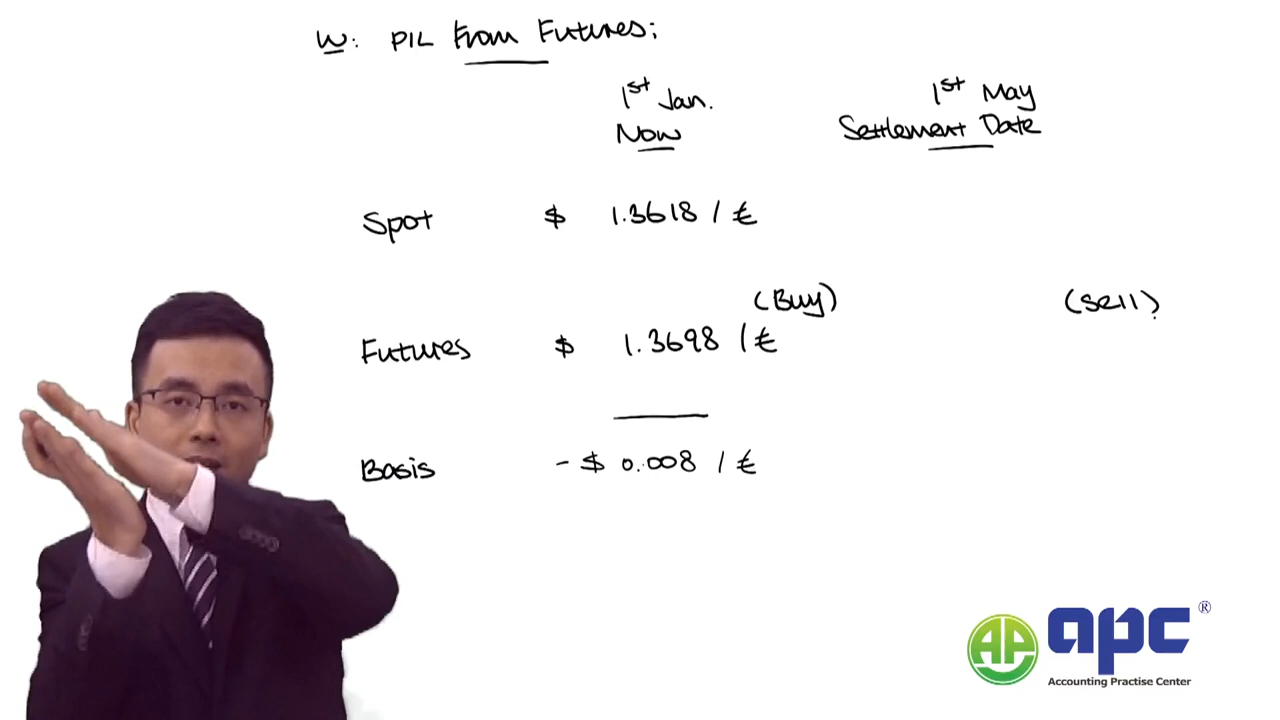 W: P/L from Futures:
1st Jan. 1st May
Now Settlement Date
Spot $ 1.3618 / €
(Buy) (sell)
Futures $ 1.3698 / €
Basis - $ 0.008 / €
AP apc ®
Accounting Practise Center